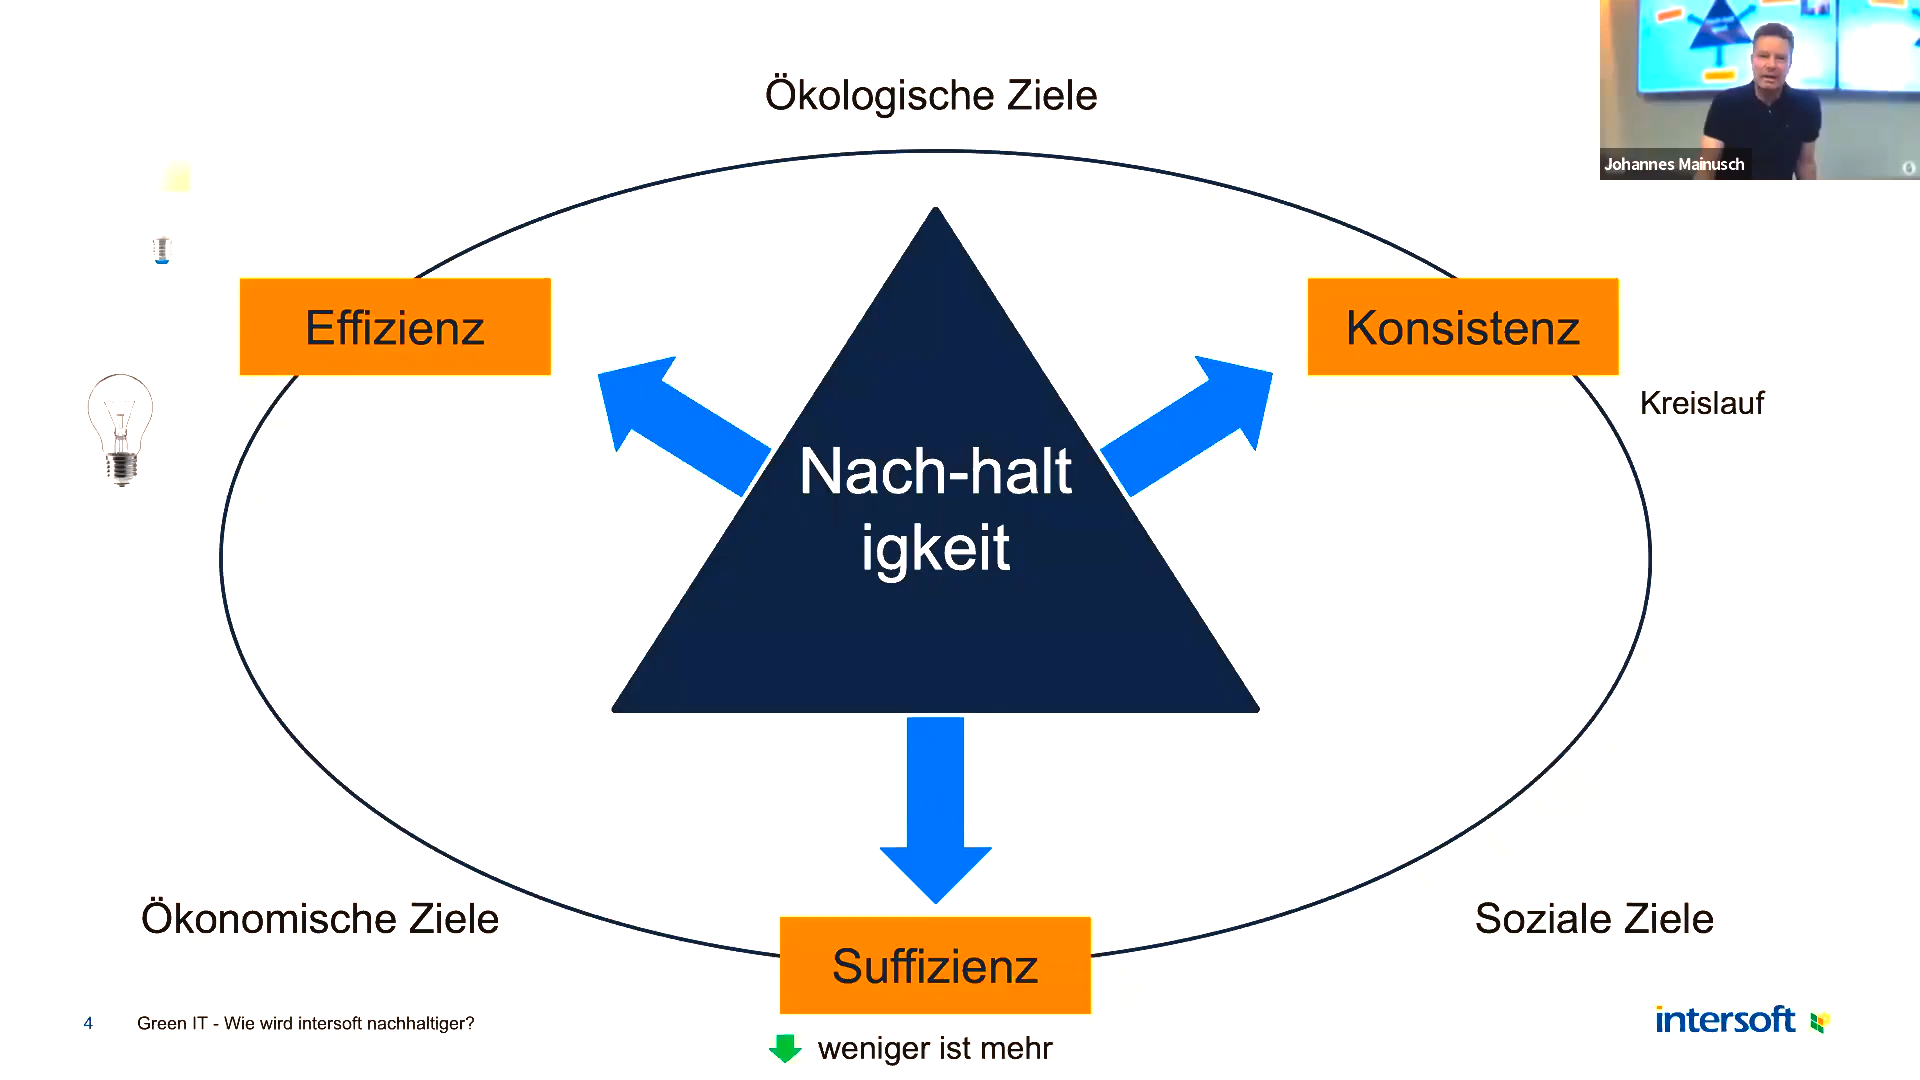 Ökologische Ziele
Johannes Mainusch
Effizienz
Konsistenz
Kreislauf
Nach-halt
igkeit
Ökonomische Ziele
Soziale Ziele
Suffizienz
weniger ist mehr
4
Green IT - Wie wird intersoft nachhaltiger?
intersoft